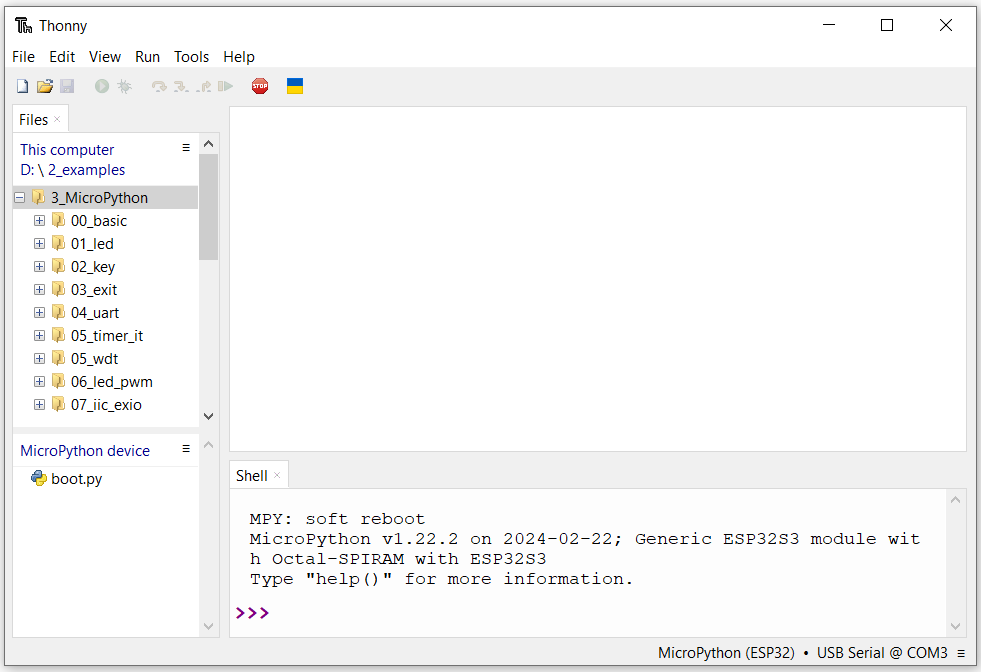 Thonny
File Edit View Run Tools Help
STOP
Files
This computer
D: \ 2_examples
3_MicroPython
00_basic
01_led
02_key
03_exit
04_uart
05_timer_it
05_wdt
06_led_pwm
07_iic_exio
MicroPython device
boot.py
Shell
MPY: soft reboot
MicroPython v1.22.2 on 2024-02-22; Generic ESP32S3 module wit
h Octal-SPIRAM with ESP32S3
Type "help()" for more information.
>>>
MicroPython (ESP32) • USB Serial @ COM3